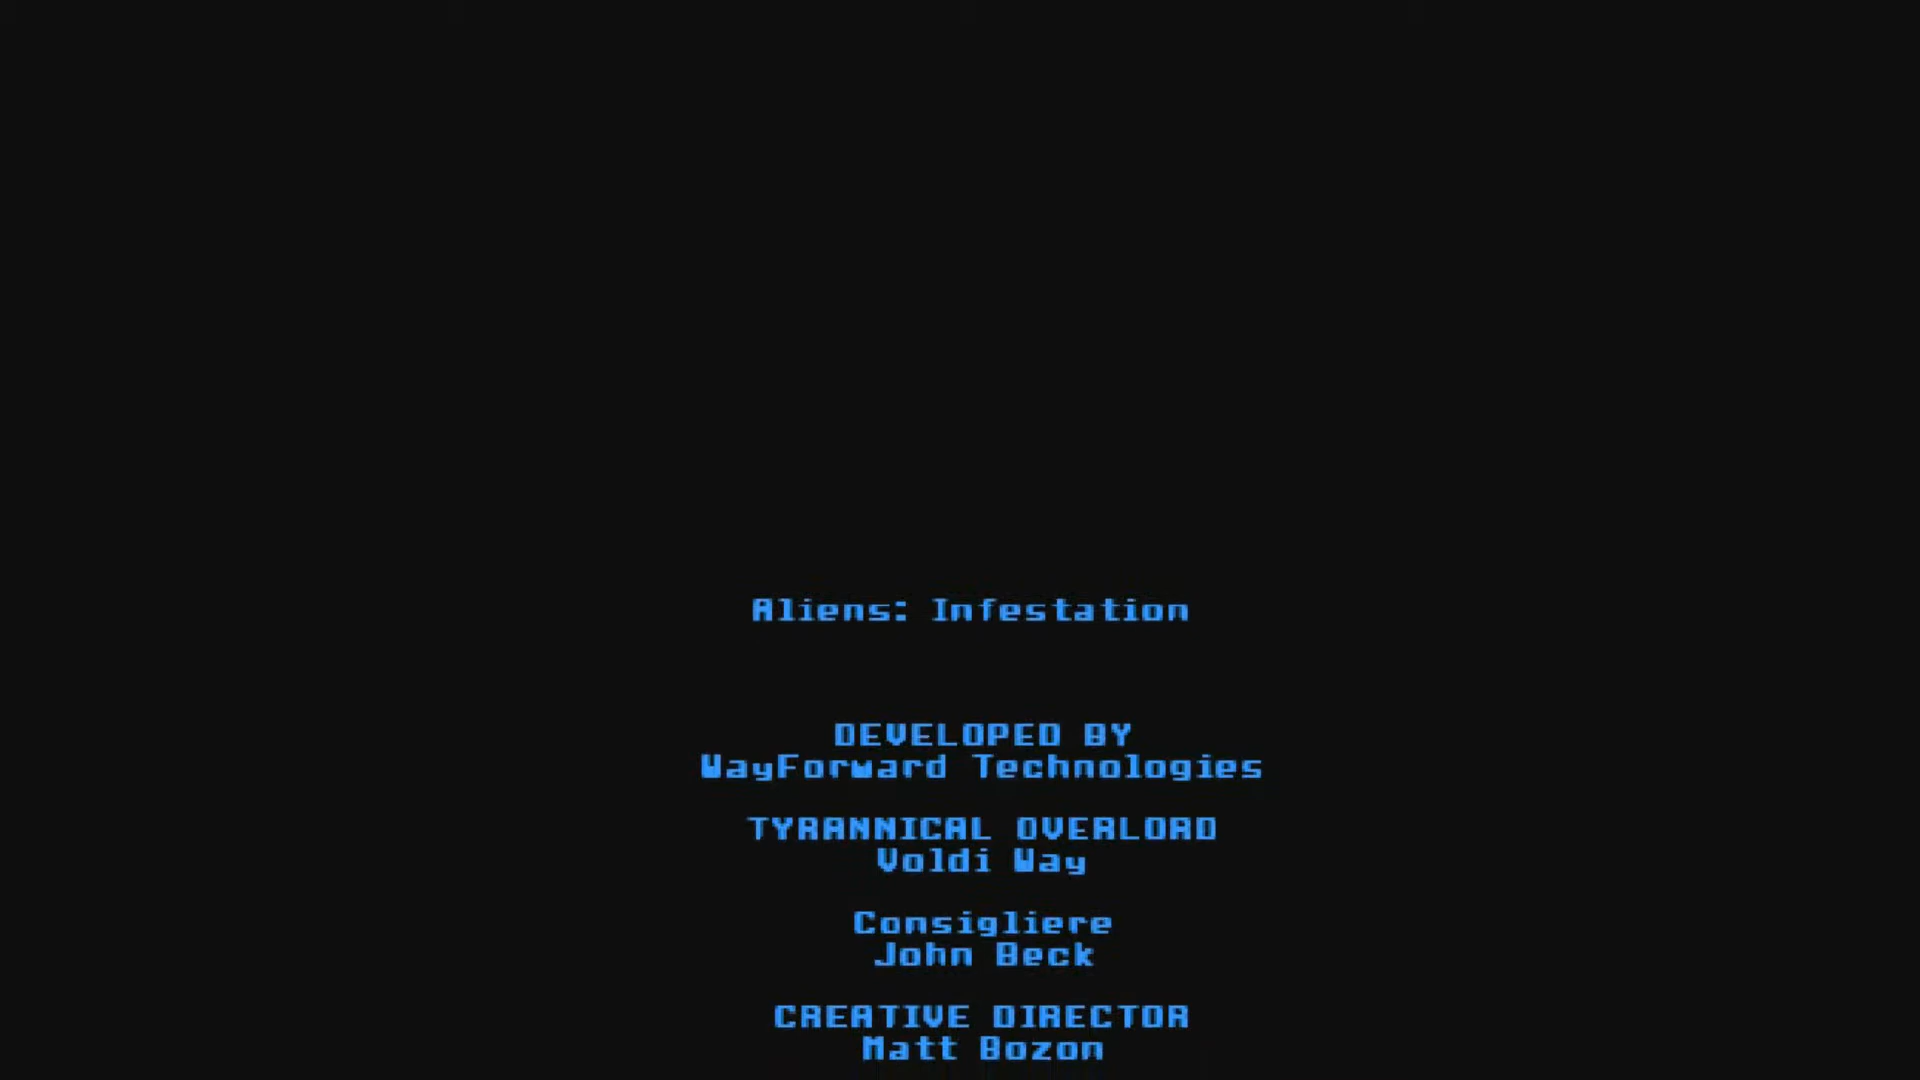 Aliens: Infestation
DEVELOPED BY
WayForward Technologies
TYRANNICAL OVERLORD
Voldi Way
Consigliere
John Beck
CREATIVE DIRECTOR
Matt Bozon